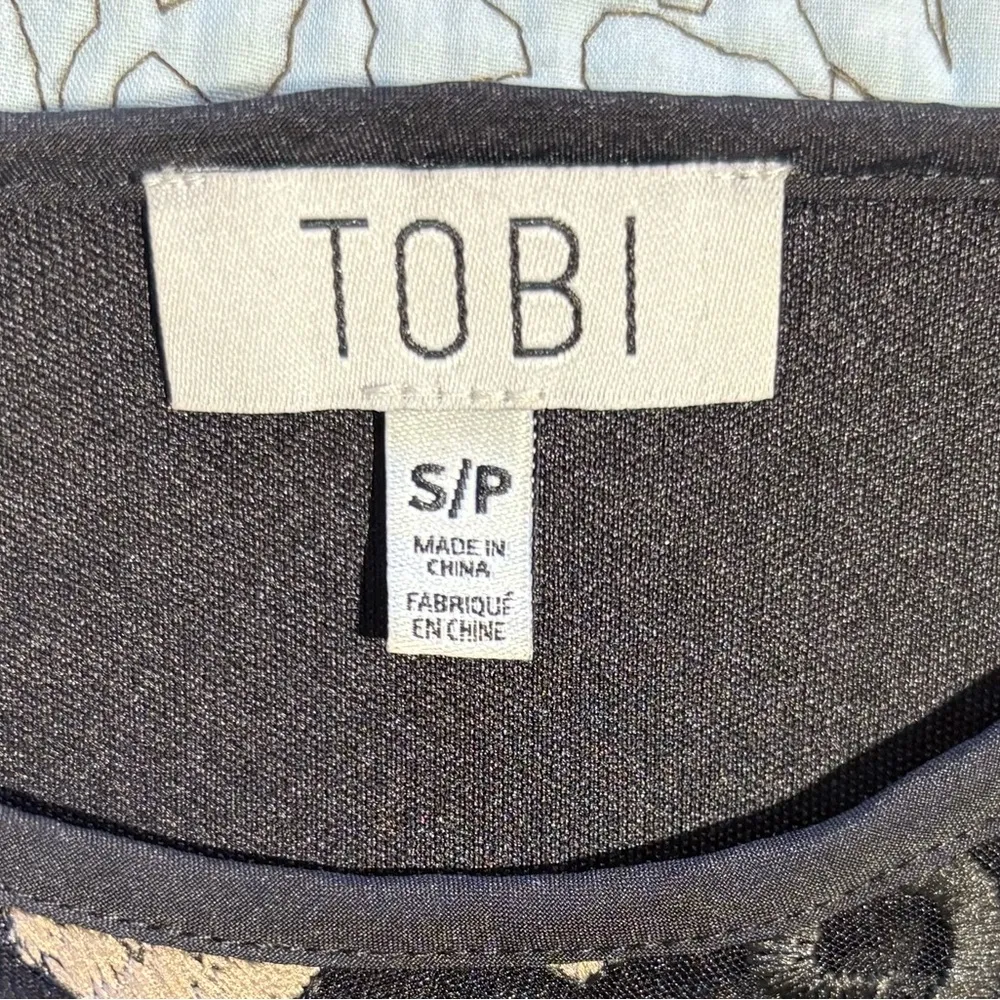 TOBI
S/P
MADE IN
CHINA
FABRIQUÉ
EN CHINE